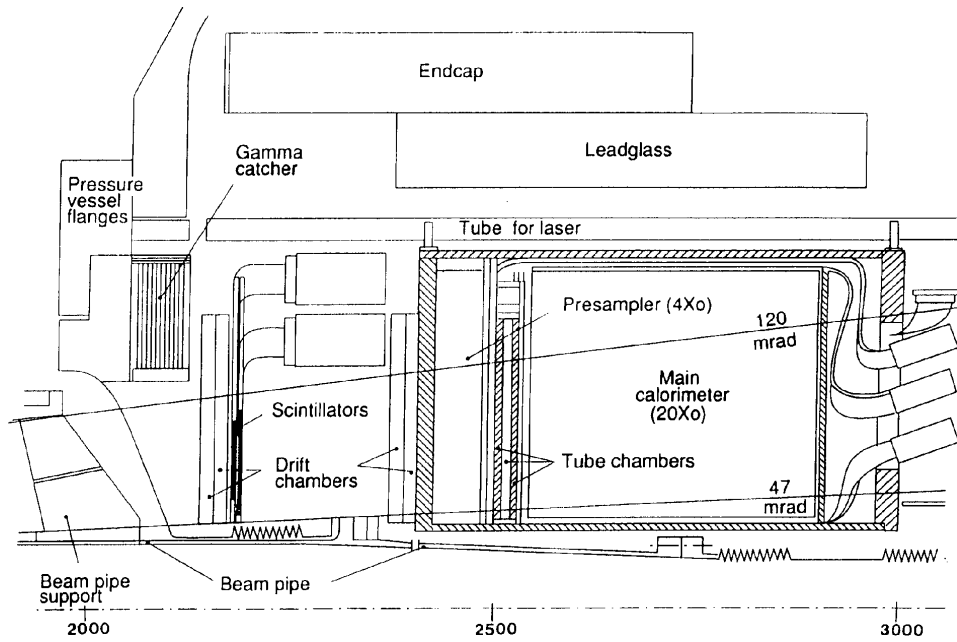 Endcap
Leadglass
Gamma
catcher
Pressure
vessel
flanges
Tube for laser
Presampler (4Xo)
120
mrad
Main
calorimeter
(20Xo)
Scintillators
Drift
chambers
Tube chambers
47
mrad
Beam pipe
support
Beam pipe
2000
2500
3000